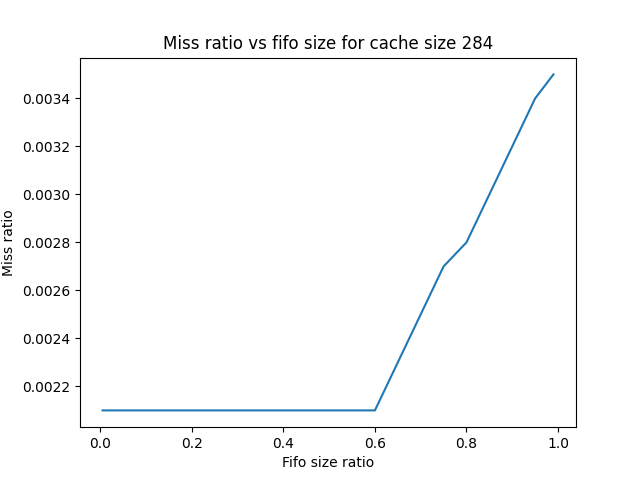 Miss ratio vs fifo size for cache size 284
0.0034
0.0032
0.0030
0.0028
0.0026
0.0024
0.0022
Miss ratio
0.0 0.2 0.4 0.6 0.8 1.0
Fifo size ratio